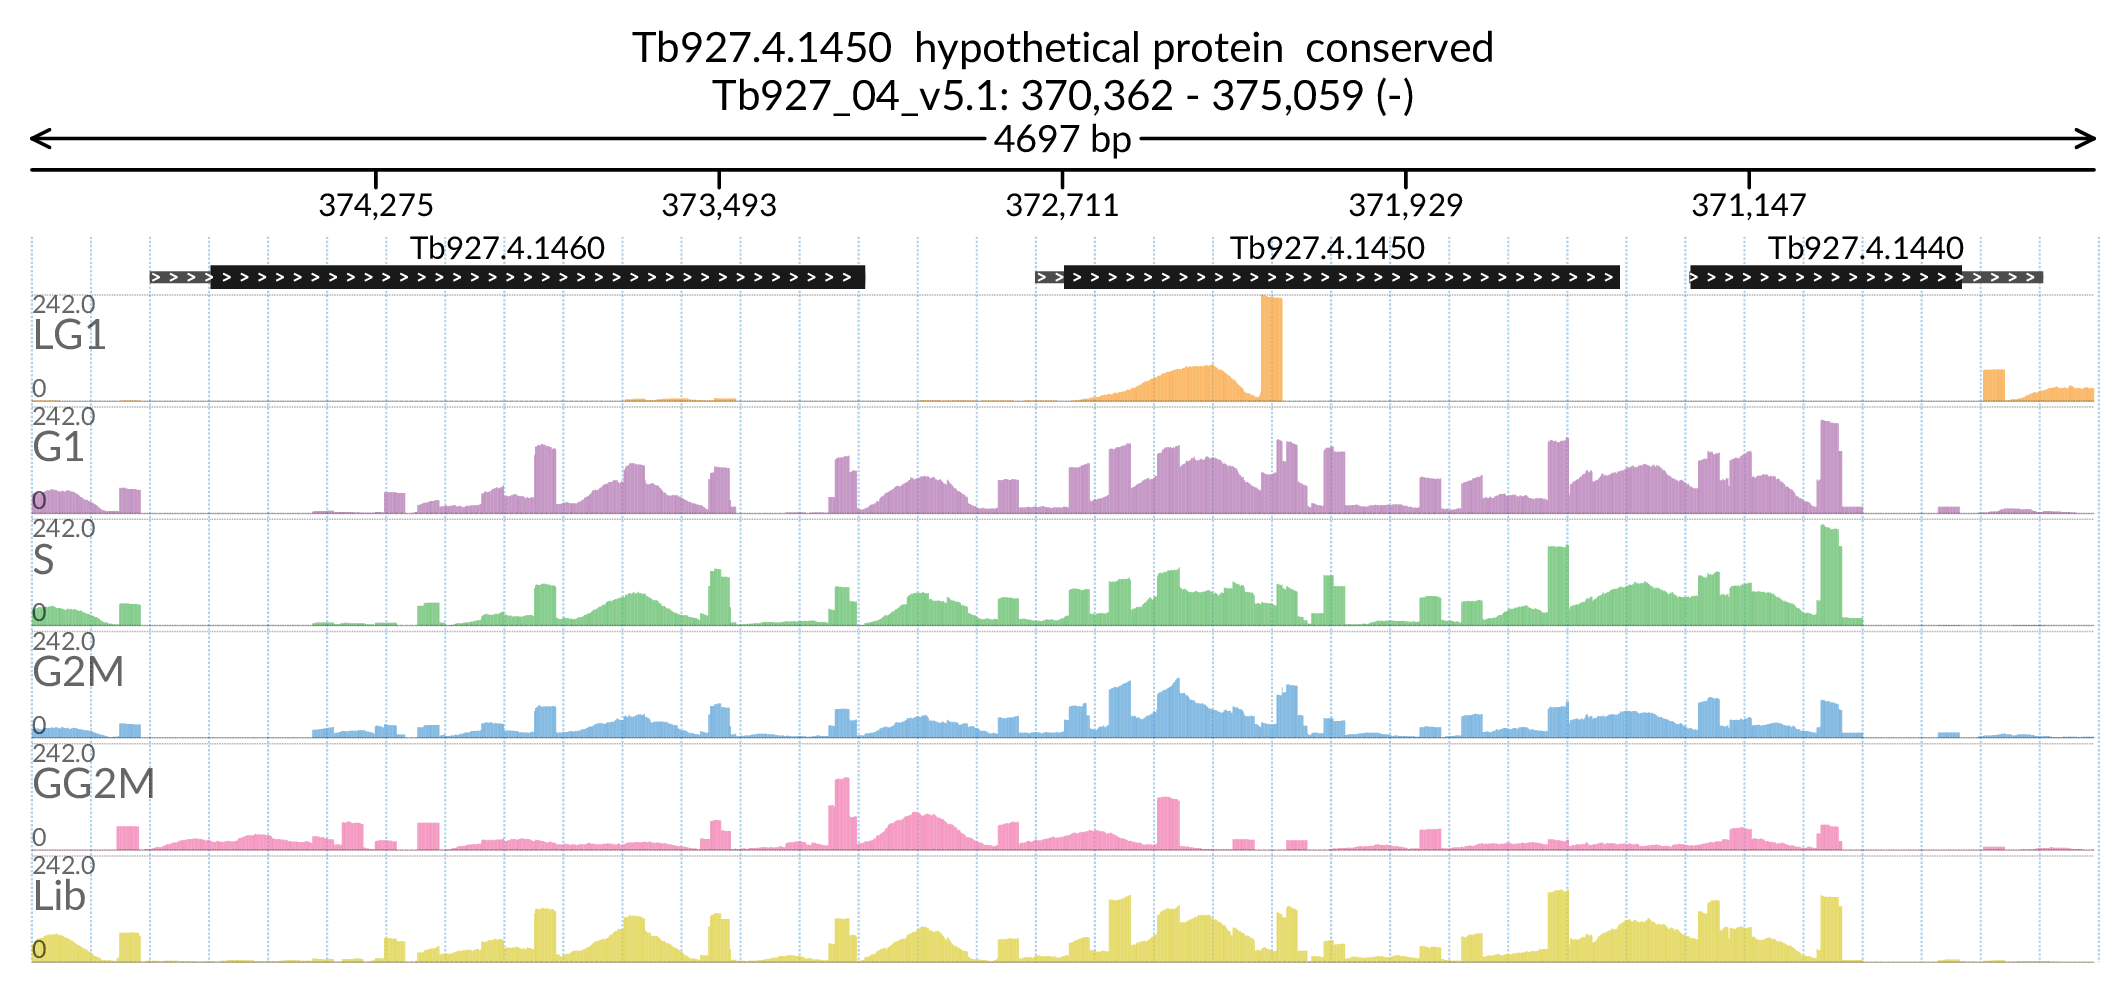 Tb927.4.1450 hypothetical protein conserved
Tb927_04_v5.1: 370,362 - 375,059 (-)
4697 bp
374,275 373,493 372,711 371,929 371,147
Tb927.4.1460 Tb927.4.1450 Tb927.4.1440
242.0
LG1
0
242.0
G1
0
242.0
S
0
242.0
G2M
0
242.0
GG2M
0
242.0
Lib
0